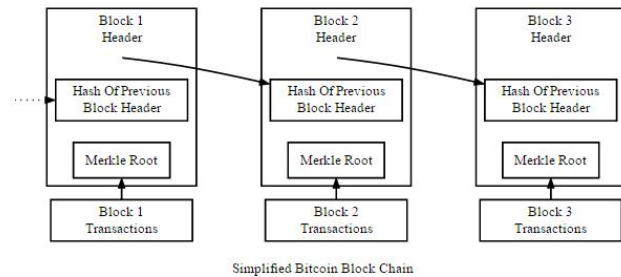 Block 1
Header
Block 2
Header
Block 3
Header
Hash Of Previous
Block Header
Hash Of Previous
Block Header
Hash Of Previous
Block Header
Merkle Root
Merkle Root
Merkle Root
Block 1
Transactions
Block 2
Transactions
Block 3
Transactions
Simplified Bitcoin Block Chain